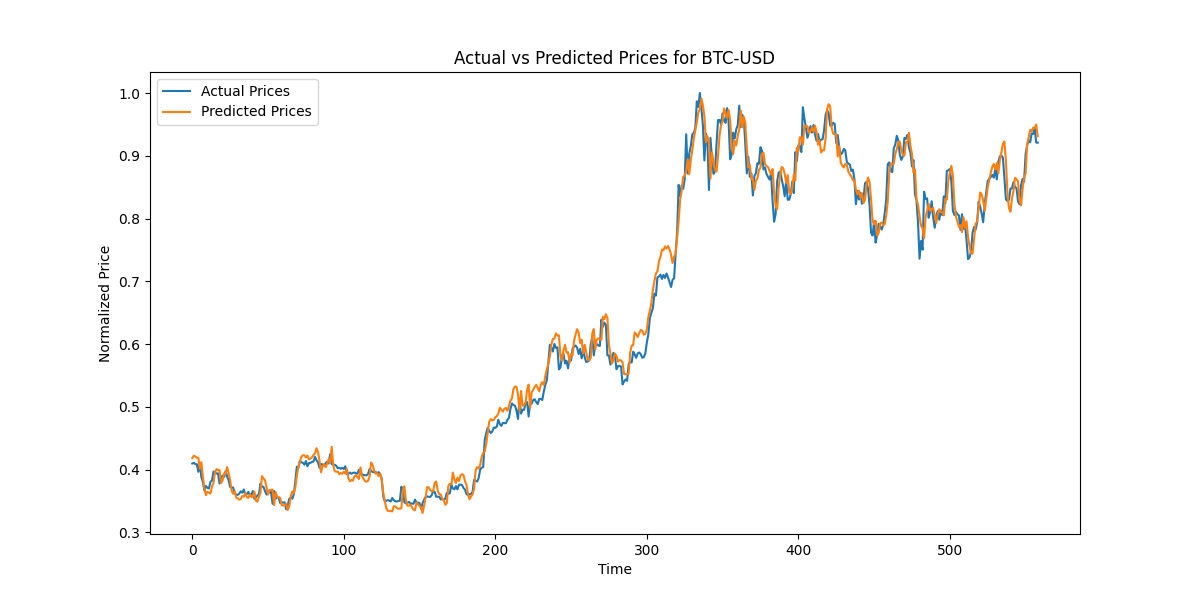 Actual vs Predicted Prices for BTC-USD
Actual Prices
Predicted Prices
Normalized Price
1.0
0.9
0.8
0.7
0.6
0.5
0.4
0.3
0 100 200 300 400 500
Time